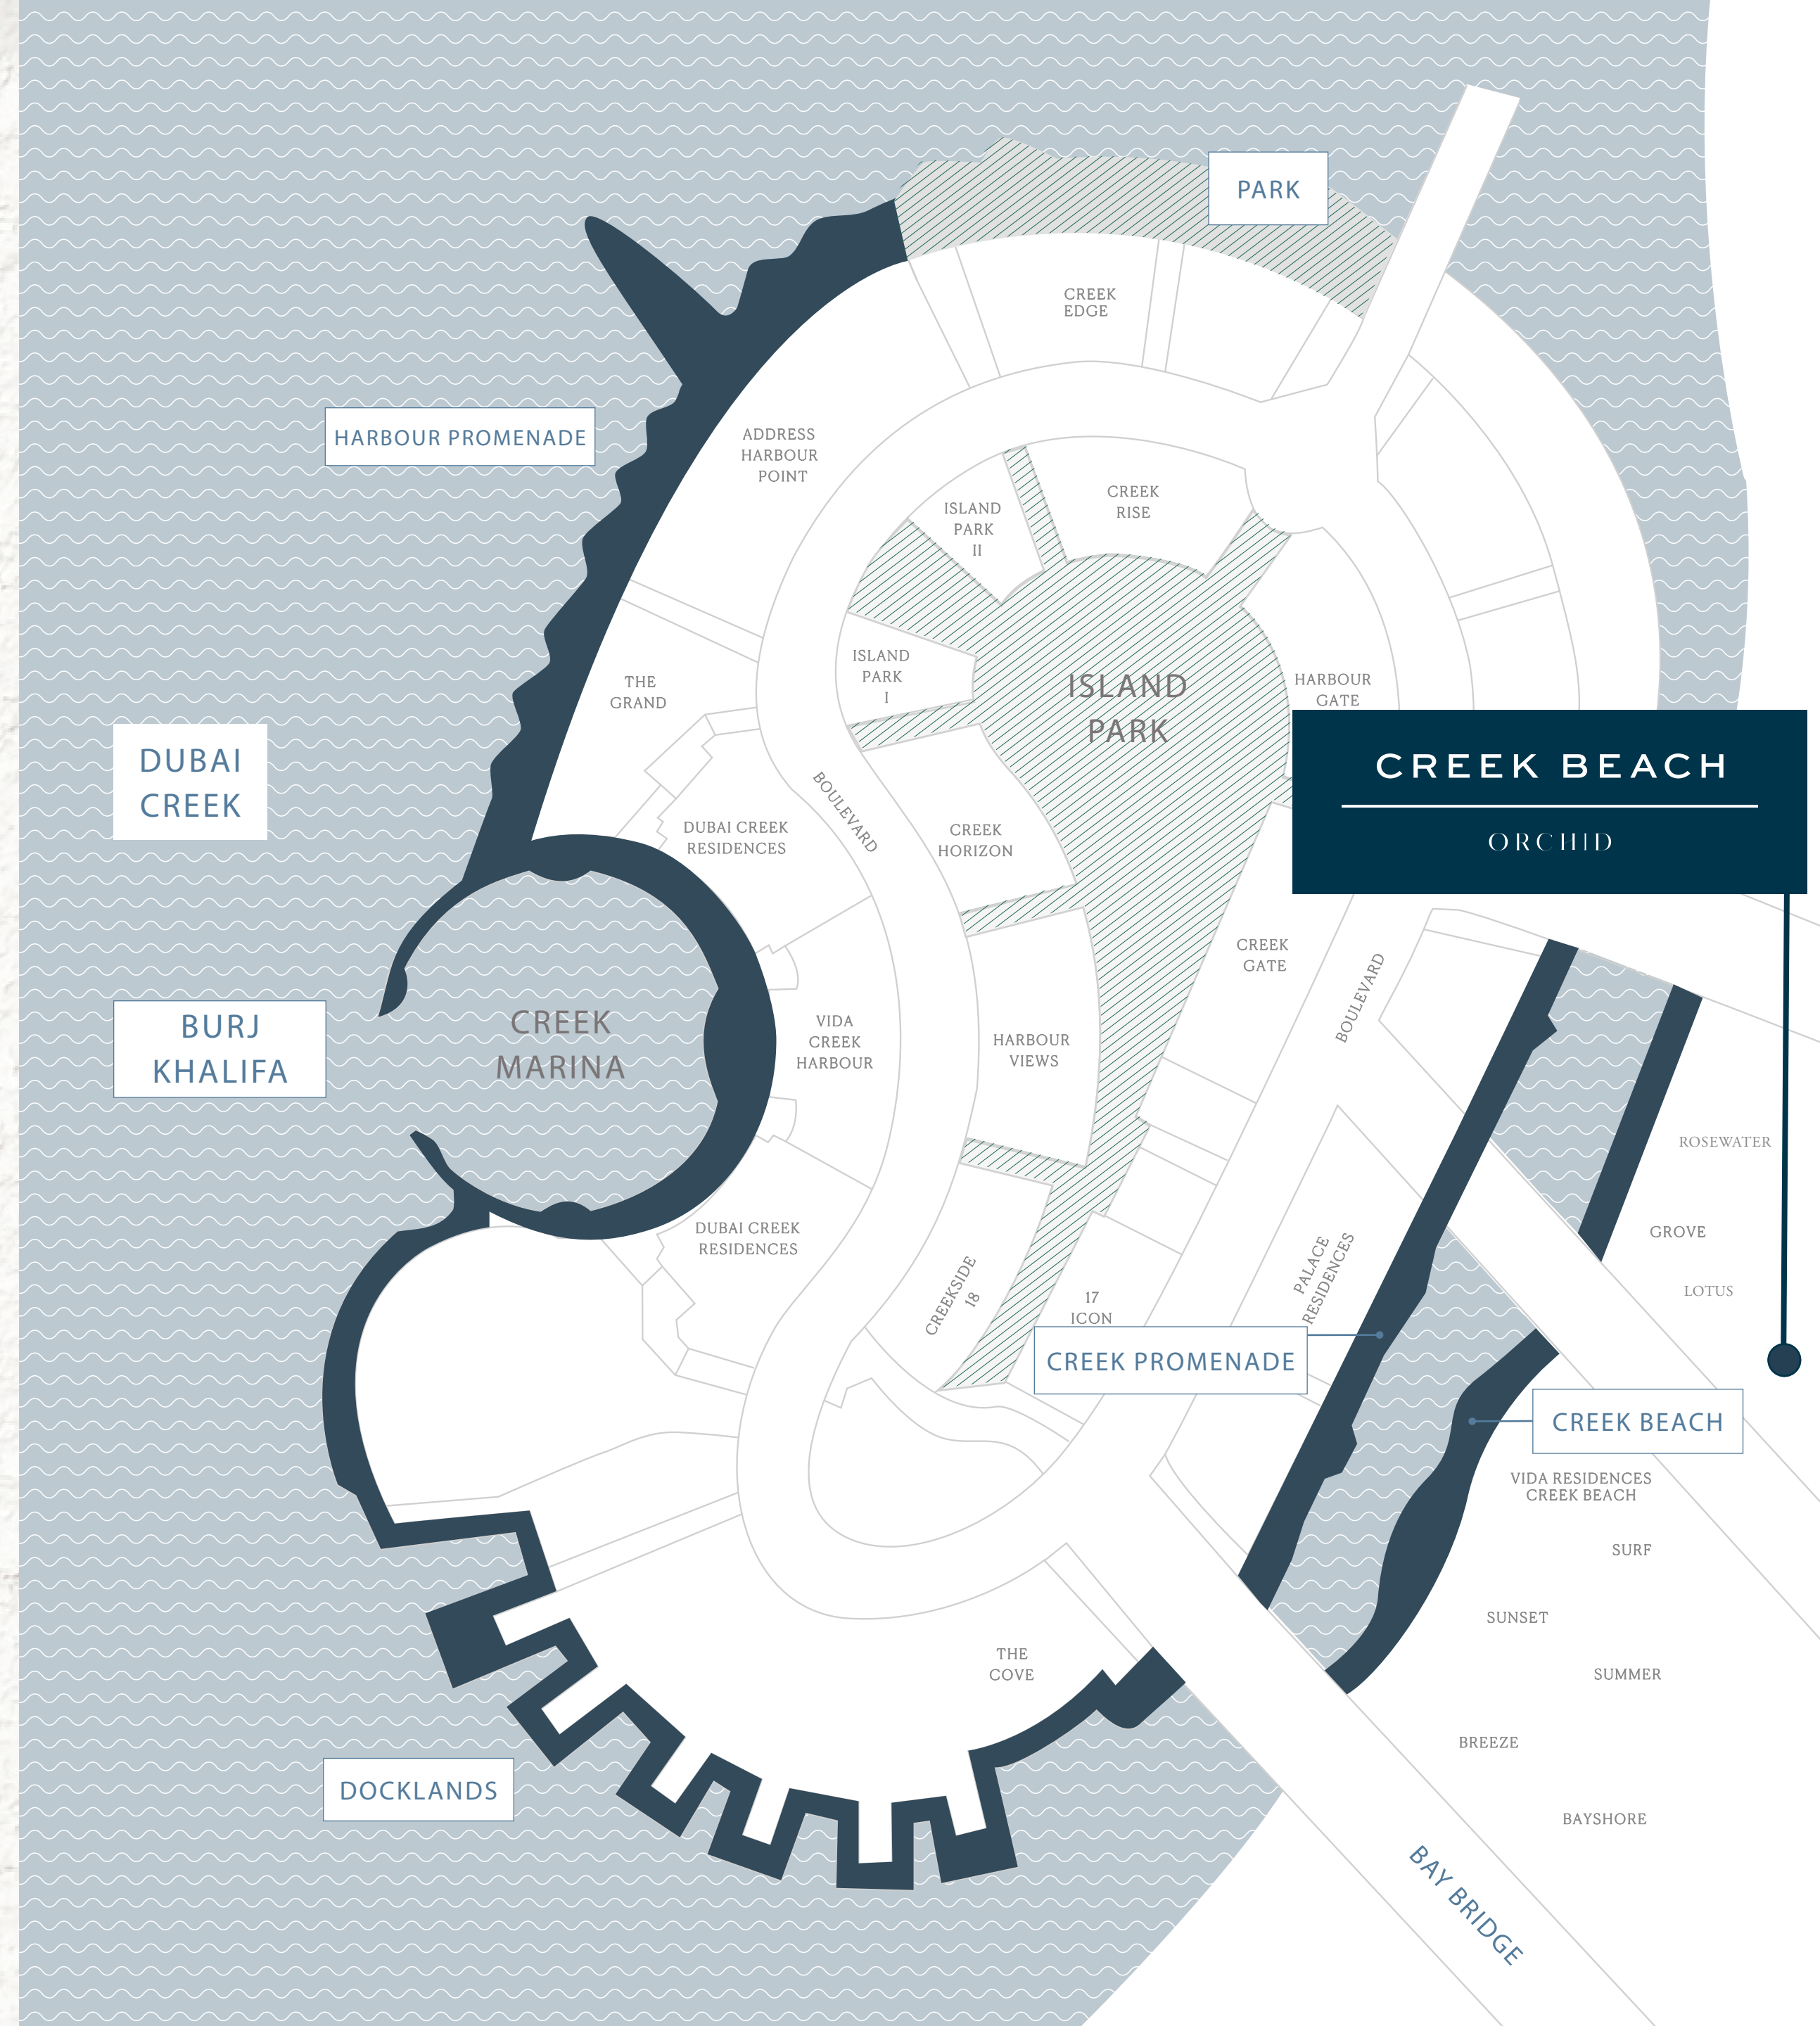 PARK
CREEK
EDGE
HARBOUR PROMENADE
ADDRESS
HARBOUR
POINT
ISLAND
PARK
II
CREEK
RISE
ISLAND
PARK
I
THE
GRAND
ISLAND
PARK
HARBOUR
GATE
DUBAI
CREEK
CREEK BEACH
ORCHID
BOULEVARD
DUBAI CREEK
RESIDENCES
CREEK
HORIZON
CREEK
GATE
BOULEVARD
BURJ
KHALIFA
CREEK
MARINA
VIDA
CREEK
HARBOUR
HARBOUR
VIEWS
ROSEWATER
GROVE
LOTUS
DUBAI CREEK
RESIDENCES
CREEKSIDE
18
17
ICON
PALACE
RESIDENCES
CREEK PROMENADE
CREEK BEACH
VIDA RESIDENCES
CREEK BEACH
SURF
SUNSET
SUMMER
THE
COVE
BREEZE
DOCKLANDS
BAYSHORE
BAY BRIDGE